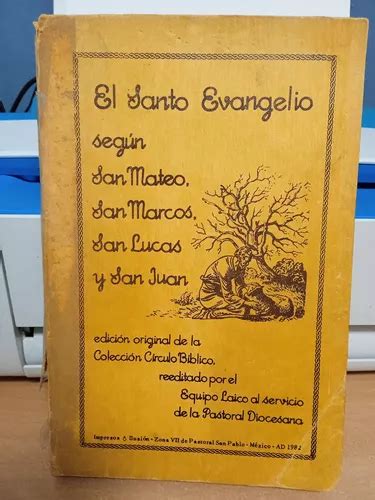 El Santo Evangelio
según
San Mateo,
San Marcos,
San Lucas
y San Juan
edición original de la
Colección Círculo Bíblico,
reeditado por el
Equipo Laico al servicio
de la Pastoral Diocesana
Impresos é Ilusión - Zona VII de Pastoral San Pablo - México - AD 1982